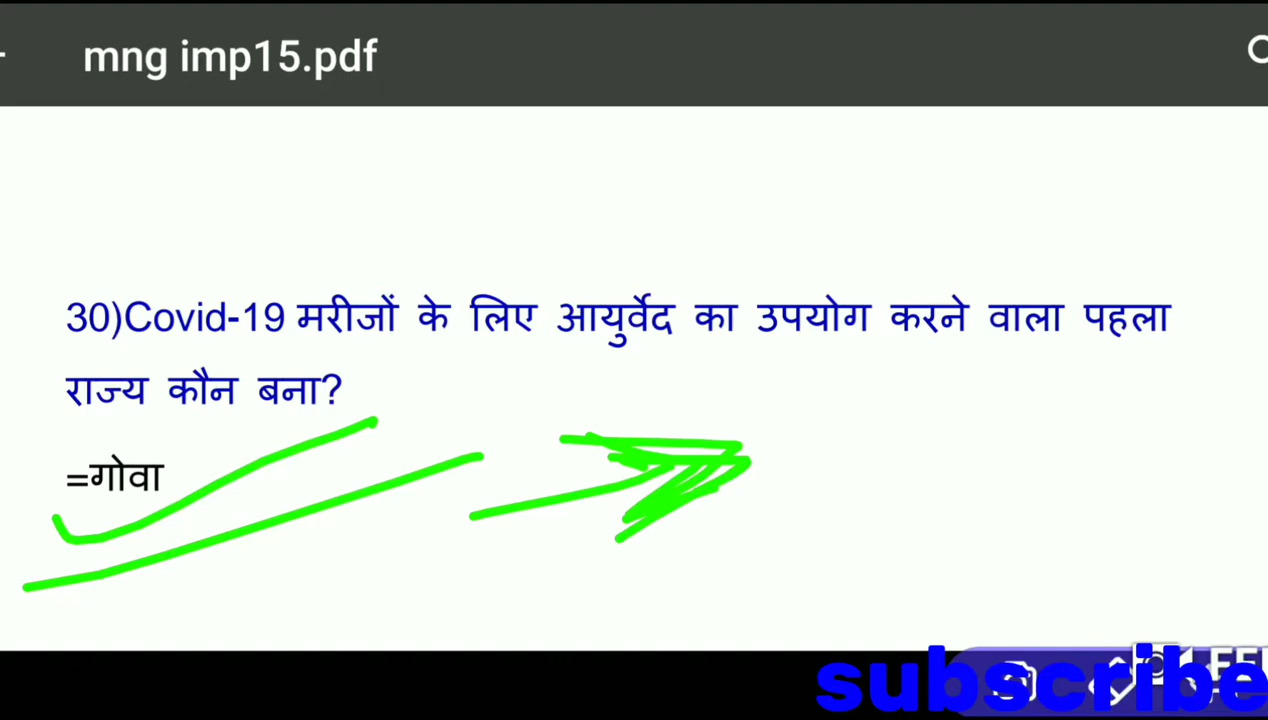 mng imp15.pdf
30)Covid-19 मरीजों के लिए आयुर्वेद का उपयोग करने वाला पहला
राज्य कौन बना?
=गोवा
subscribe